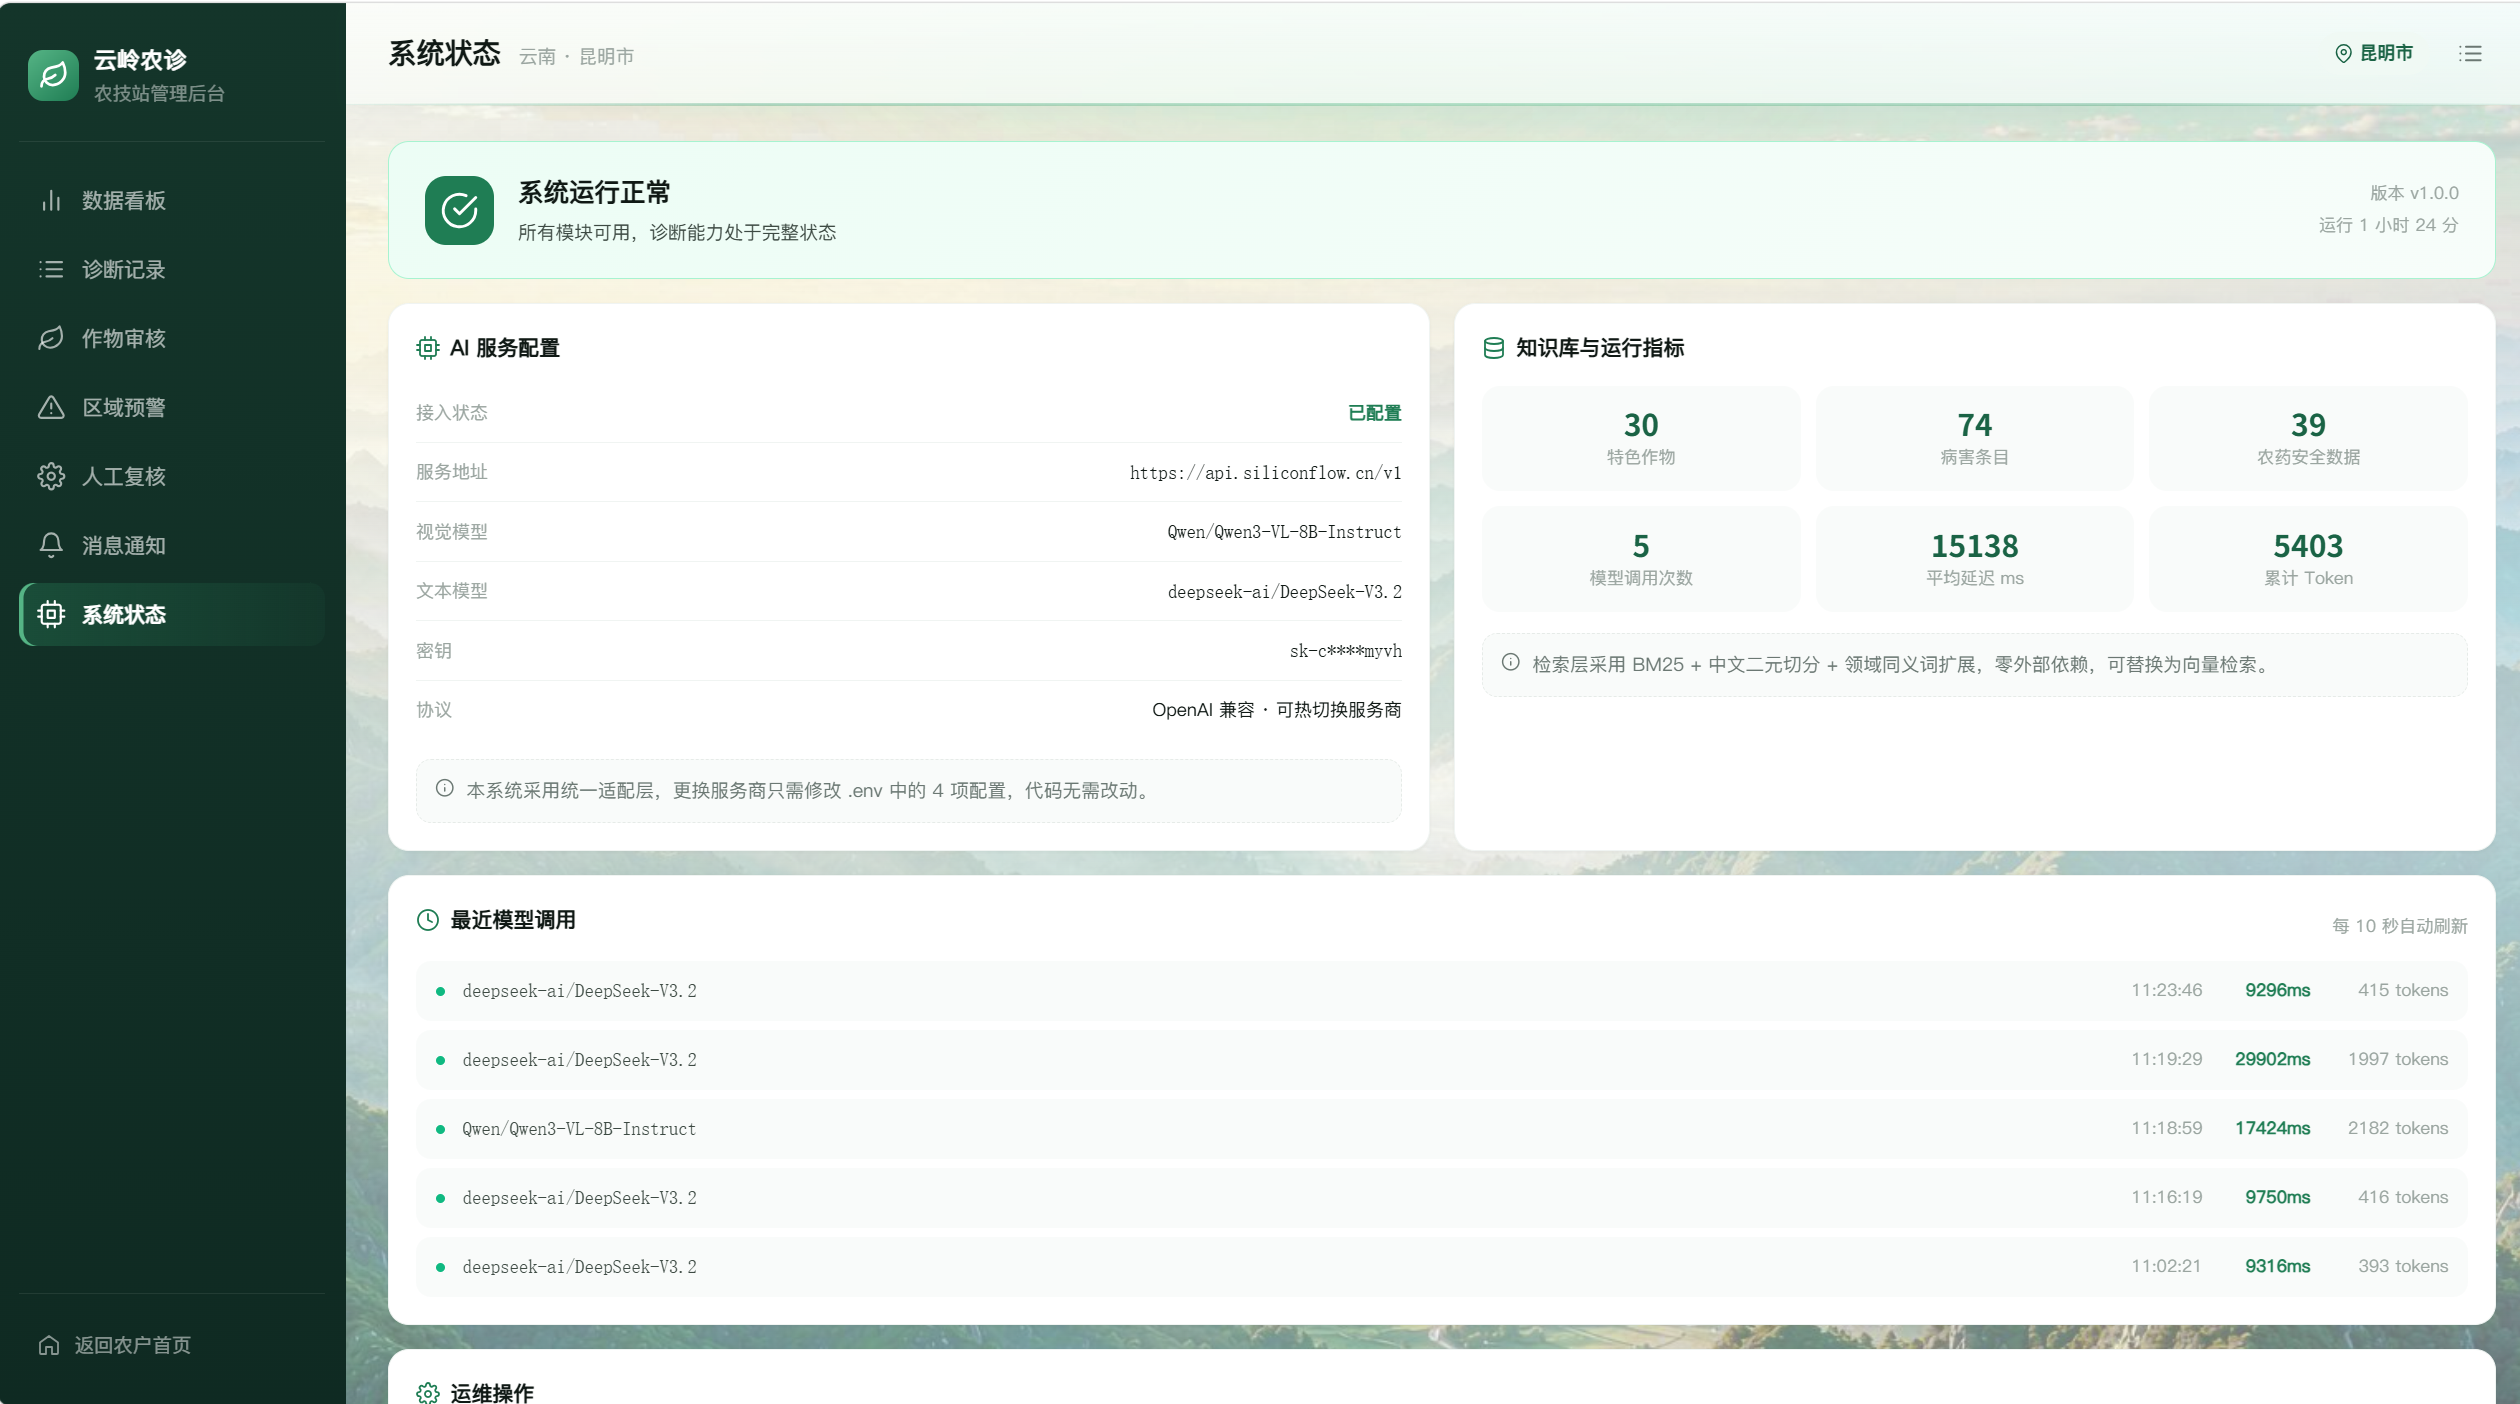 云岭农诊
农技站管理后台
数据看板
诊断记录
作物审核
区域预警
人工复核
消息通知
系统状态
返回农户首页
系统状态 云南 · 昆明市
昆明市
系统运行正常
所有模块可用，诊断能力处于完整状态
版本 v1.0.0
运行 1 小时 24 分
AI 服务配置
接入状态 已配置
服务地址 https://api.siliconflow.cn/v1
视觉模型 Qwen/Qwen3-VL-8B-Instruct
文本模型 deepseek-ai/DeepSeek-V3.2
密钥 sk-c****myvh
协议 OpenAI 兼容 · 可热切换服务商
本系统采用统一适配层，更换服务商只需修改 .env 中的 4 项配置，代码无需改动。
知识库与运行指标
30 74 39
特色作物 病害条目 农药安全数据
5 15138 5403
模型调用次数 平均延迟 ms 累计 Token
检索层采用 BM25 + 中文二元切分 + 领域同义词扩展，零外部依赖，可替换为向量检索。
最近模型调用 每 10 秒自动刷新
deepseek-ai/DeepSeek-V3.2 11:23:46 9296ms 415 tokens
deepseek-ai/DeepSeek-V3.2 11:19:29 29902ms 1997 tokens
Qwen/Qwen3-VL-8B-Instruct 11:18:59 17424ms 2182 tokens
deepseek-ai/DeepSeek-V3.2 11:16:19 9750ms 416 tokens
deepseek-ai/DeepSeek-V3.2 11:02:21 9316ms 393 tokens
运维操作